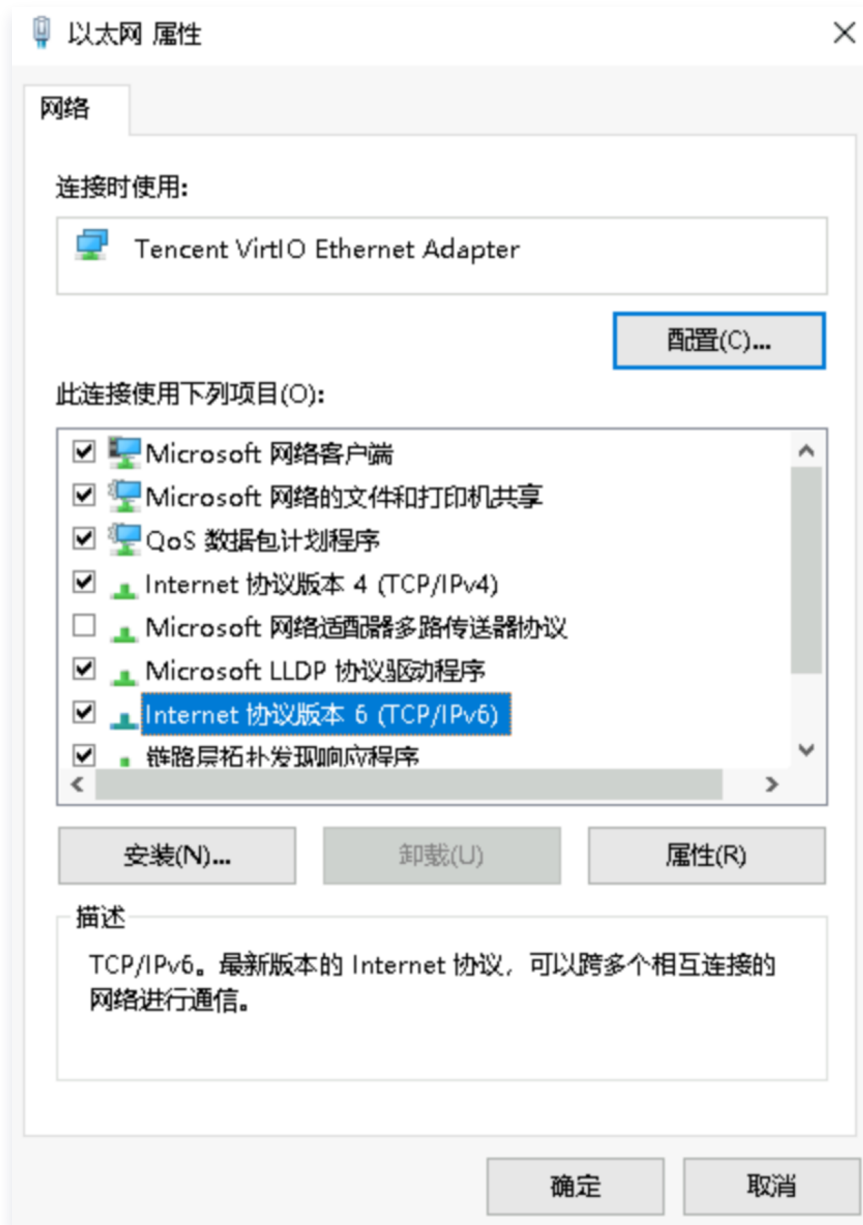 以太网 属性
网络
连接时使用:
Tencent VirtIO Ethernet Adapter
配置(C)...
此连接使用下列项目(O):
Microsoft 网络客户端
Microsoft 网络的文件和打印机共享
QoS 数据包计划程序
Internet 协议版本 4 (TCP/IPv4)
Microsoft 网络适配器多路传送器协议
Microsoft LLDP 协议驱动程序
Internet 协议版本 6 (TCP/IPv6)
链路层拓扑发现响应程序
安装(N)...
卸载(U)
属性(R)
描述
TCP/IPv6。最新版本的 Internet 协议，可以跨多个相互连接的
网络进行通信。
确定
取消